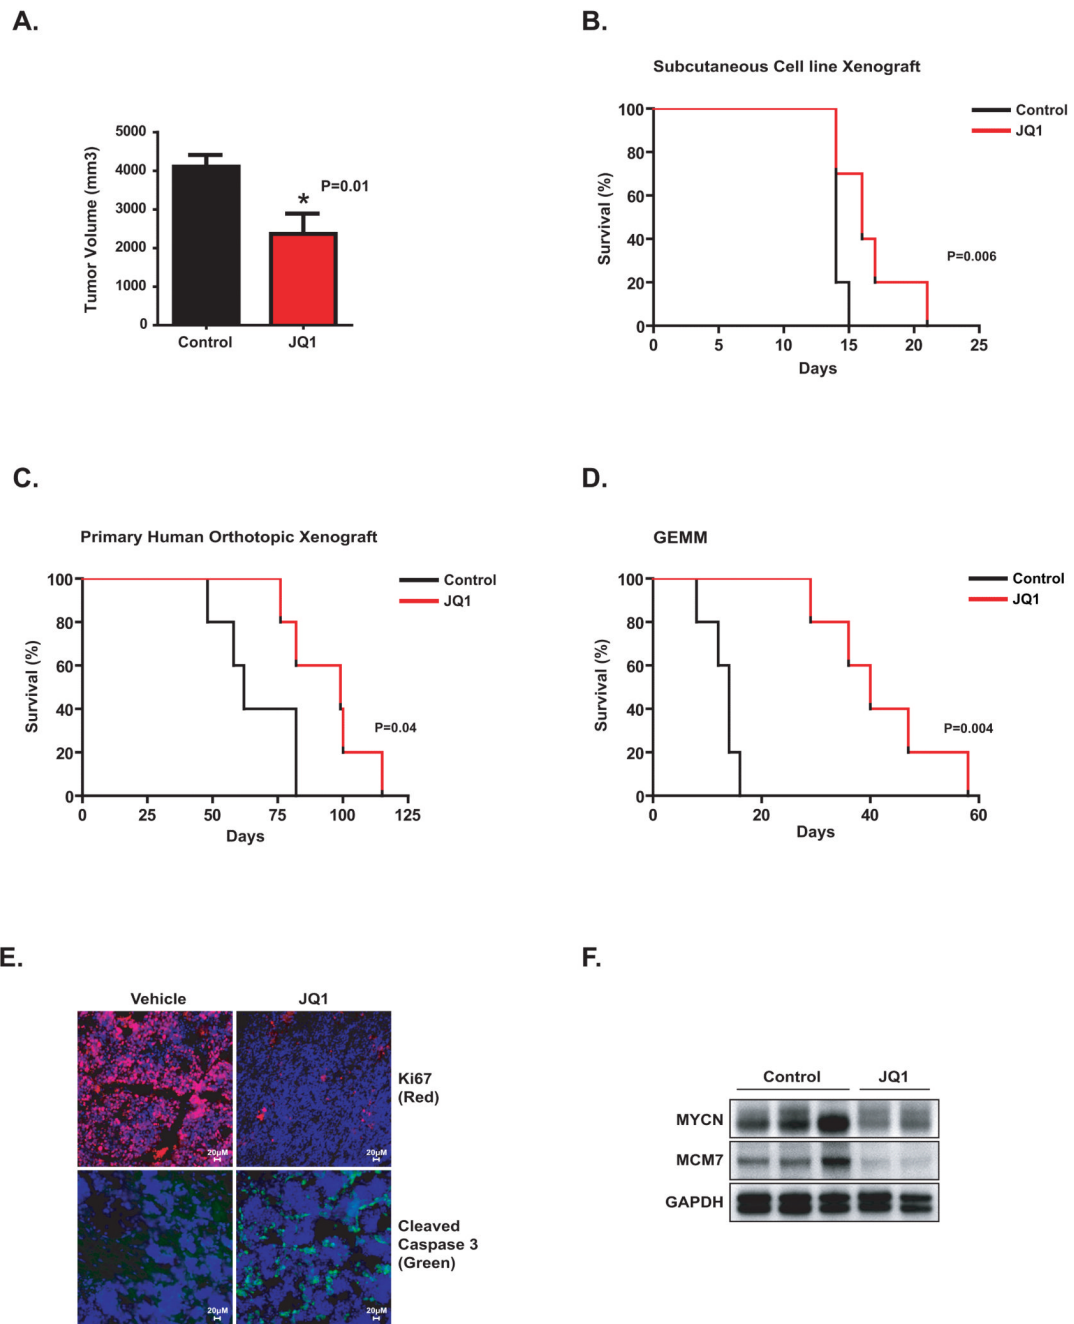 A.
Tumor Volume (mm3)
5000
4000
3000
2000
1000
0
* P=0.01
Control JQ1
B.
Subcutaneous Cell line Xenograft
Control
JQ1
Survival (%)
100
80
60
40
20
0
P=0.006
0 5 10 15 20 25
Days
C.
Primary Human Orthotopic Xenograft
Control
JQ1
Survival (%)
100
80
60
40
20
0
P=0.04
0 25 50 75 100 125
Days
D.
GEMM
Control
JQ1
Survival (%)
100
80
60
40
20
0
P=0.004
0 20 40 60
Days
E.
Vehicle JQ1
Ki67
(Red)
20µM 20µM
Cleaved
Caspase 3
(Green)
20µM 20µM
F.
Control JQ1
MYCN
MCM7
GAPDH